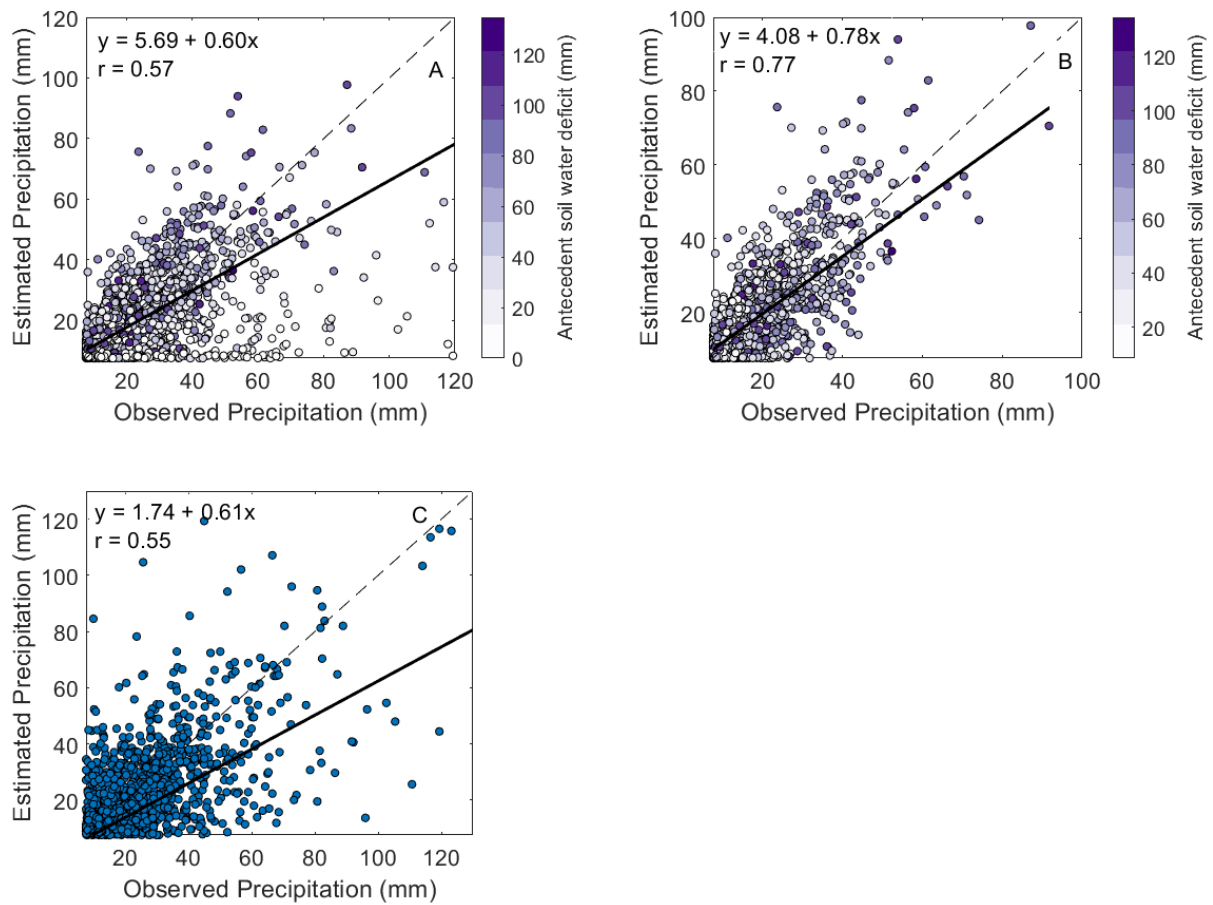 120
100
80
60
40
20
Estimated Precipitation (mm)
y = 5.69 + 0.60x
r = 0.57
A
20
40
60
80
100
120
Observed Precipitation (mm)
120
100
80
60
40
20
0
Antecedent soil water deficit (mm)
100
80
60
40
20
Estimated Precipitation (mm)
y = 4.08 + 0.78x
r = 0.77
B
20
40
60
80
100
Observed Precipitation (mm)
120
100
80
60
40
20
Antecedent soil water deficit (mm)
120
100
80
60
40
20
Estimated Precipitation (mm)
y = 1.74 + 0.61x
r = 0.55
C
20
40
60
80
100
120
Observed Precipitation (mm)